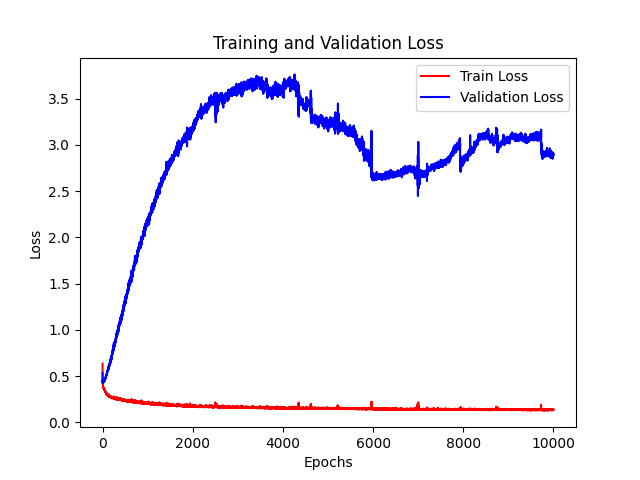 Training and Validation Loss
Train Loss
Validation Loss
3.5
3.0
2.5
2.0
1.5
1.0
0.5
0.0
Loss
0 2000 4000 6000 8000 10000
Epochs